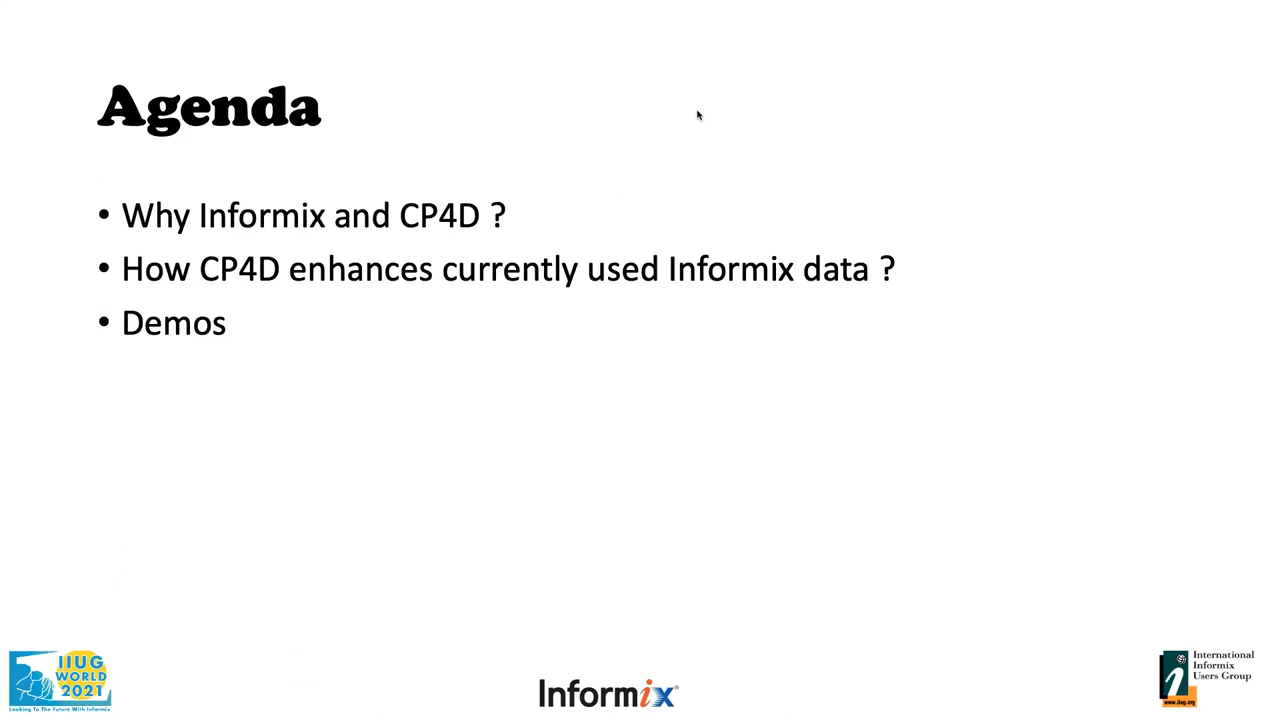 Agenda
• Why Informix and CP4D ?
• How CP4D enhances currently used Informix data ?
• Demos
IIUG
WORLD
2021
Looking To The Future With Informix
Informix®
International
Informix
Users Group
www.iiug.org